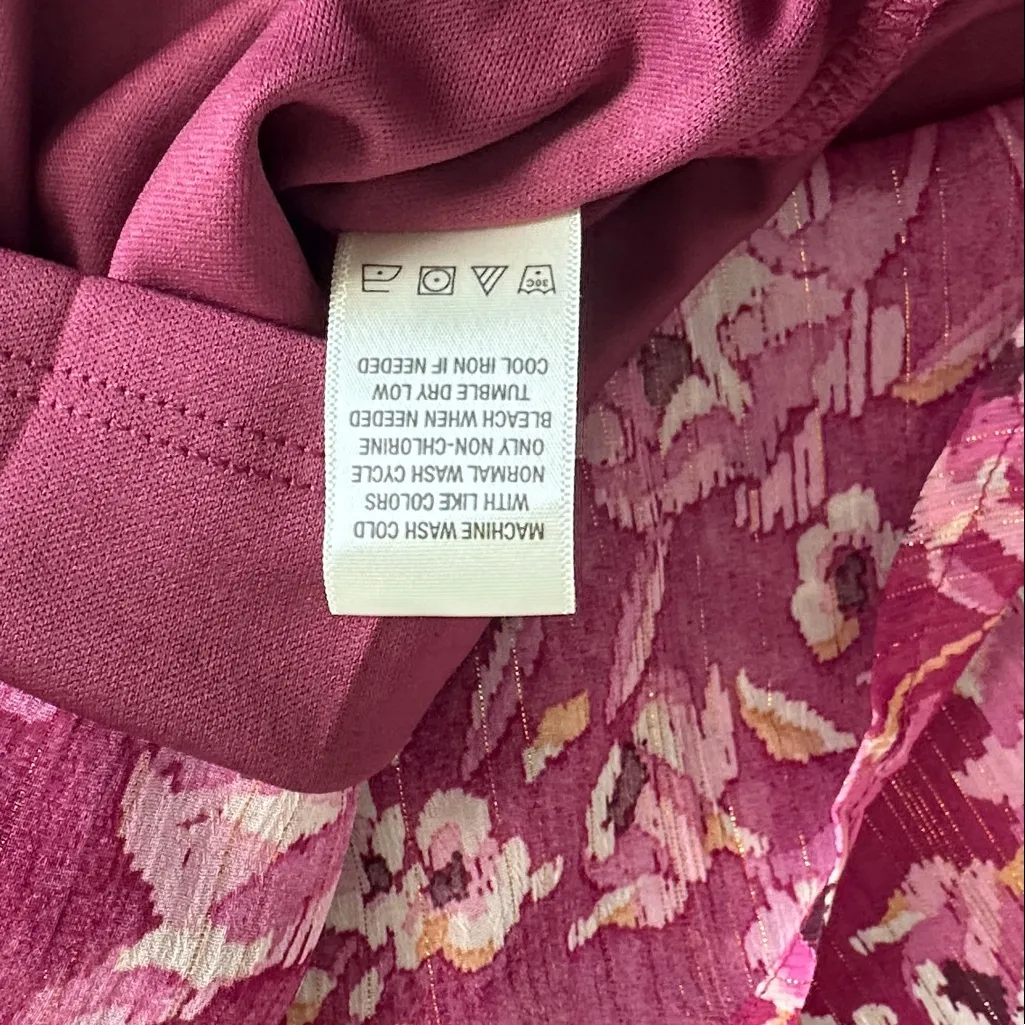 MACHINE WASH COLD
WITH LIKE COLORS
NORMAL WASH CYCLE
ONLY NON-CHLORINE
BLEACH WHEN NEEDED
TUMBLE DRY LOW
COOL IRON IF NEEDED
30C